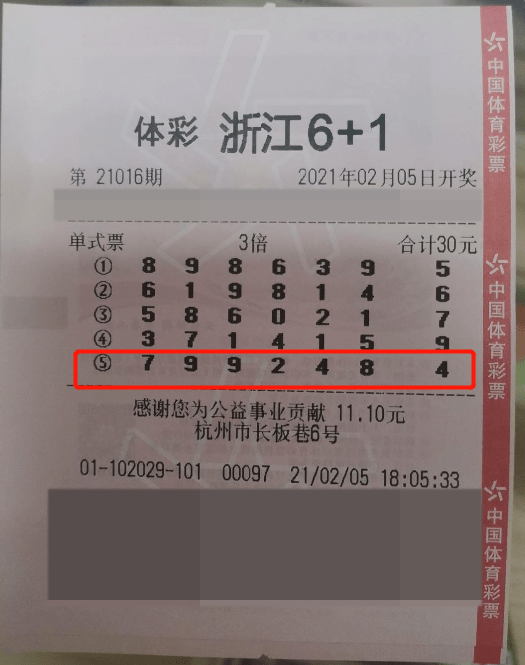 体彩 浙江6+1
第 21016期 2021年02月05日开奖
单式票 3倍 合计30元
① 8 9 8 6 3 9 5
② 6 1 9 8 1 4 6
③ 5 8 6 0 2 1 7
④ 3 7 1 4 1 5 9
⑤ 7 9 9 2 4 8 4
感谢您为公益事业贡献 11.10元
杭州市长板巷6号
01-102029-101 00097 21/02/05 18:05:33
中国体育彩票
中国体育彩票
中国体育彩票